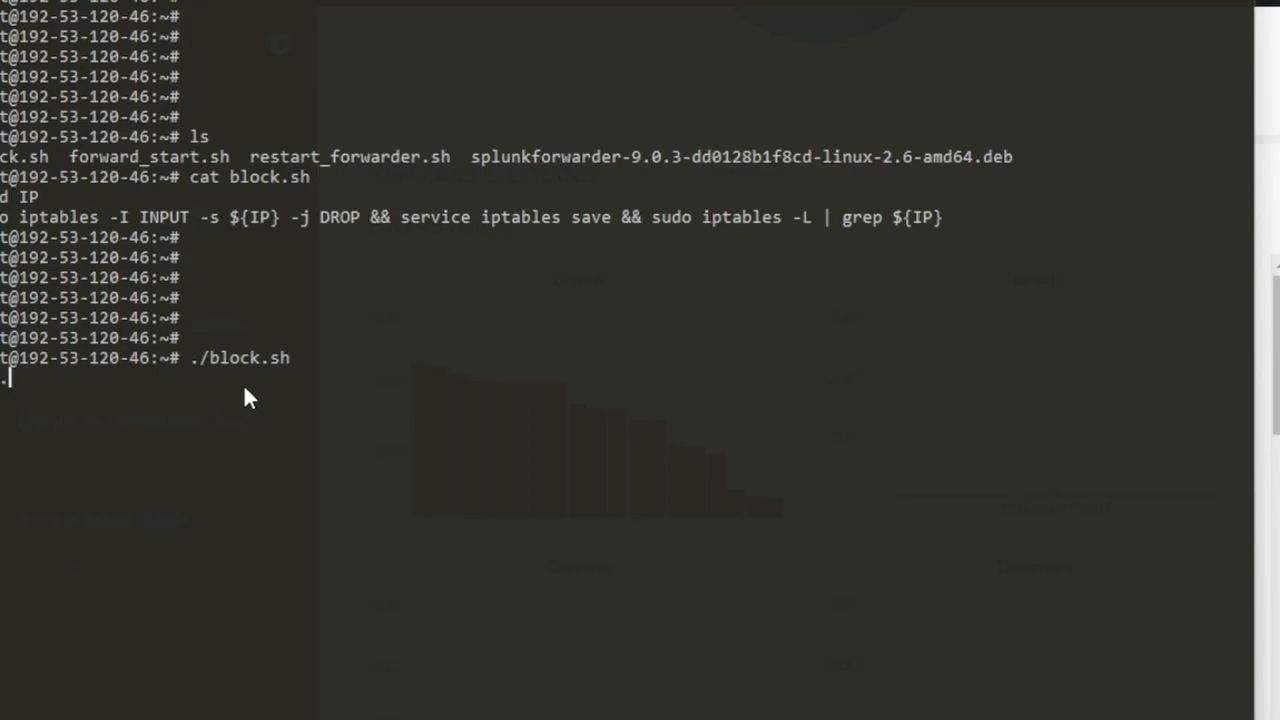 t@192-53-120-46:~#
t@192-53-120-46:~#
t@192-53-120-46:~#
t@192-53-120-46:~#
t@192-53-120-46:~#
t@192-53-120-46:~#
t@192-53-120-46:~# ls
ck.sh  forward_start.sh  restart_forwarder.sh  splunkforwarder-9.0.3-dd0128b1f8cd-linux-2.6-amd64.deb
t@192-53-120-46:~# cat block.sh
d IP
o iptables -I INPUT -s ${IP} -j DROP && service iptables save && sudo iptables -L | grep ${IP}
t@192-53-120-46:~#
t@192-53-120-46:~#
t@192-53-120-46:~#
t@192-53-120-46:~#
t@192-53-120-46:~#
t@192-53-120-46:~#
t@192-53-120-46:~# ./block.sh
.